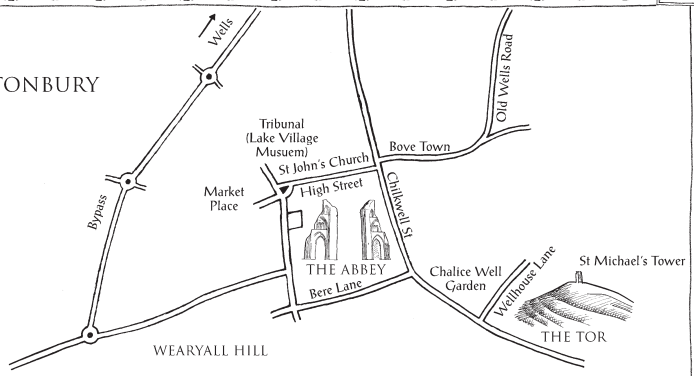 Wells
TONBURY
Old Wells Road
Tribunal
(Lake Village
Musuem)
St John's Church
Bove Town
High Street
Market
Place
Chilkwell St
Bypass
THE ABBEY
Bere Lane
Chalice Well
Garden
Wellhouse Lane
St Michael's Tower
THE TOR
WEARYALL HILL